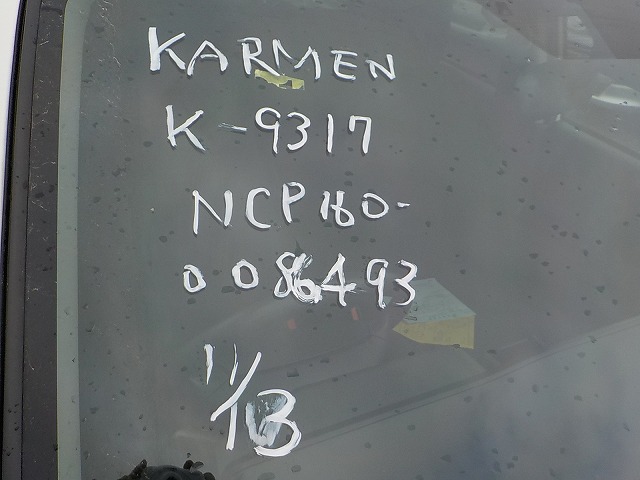 KARMEN
K-9317
NCP160-
0086493
11/13